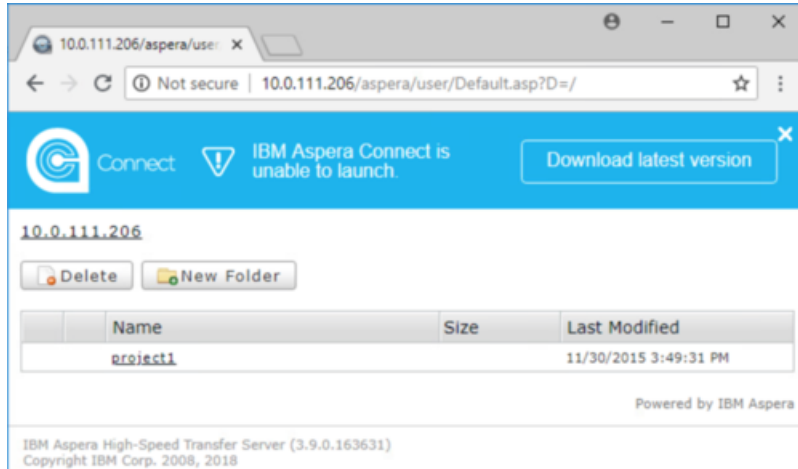 10.0.111.206/aspera/user
Not secure | 10.0.111.206/aspera/user/Default.asp?D=/
Connect
IBM Aspera Connect is
unable to launch.
Download latest version
10.0.111.206
Delete
New Folder
Name Size Last Modified
project1 11/30/2015 3:49:31 PM
Powered by IBM Aspera
IBM Aspera High-Speed Transfer Server (3.9.0.163631)
Copyright IBM Corp. 2008, 2018